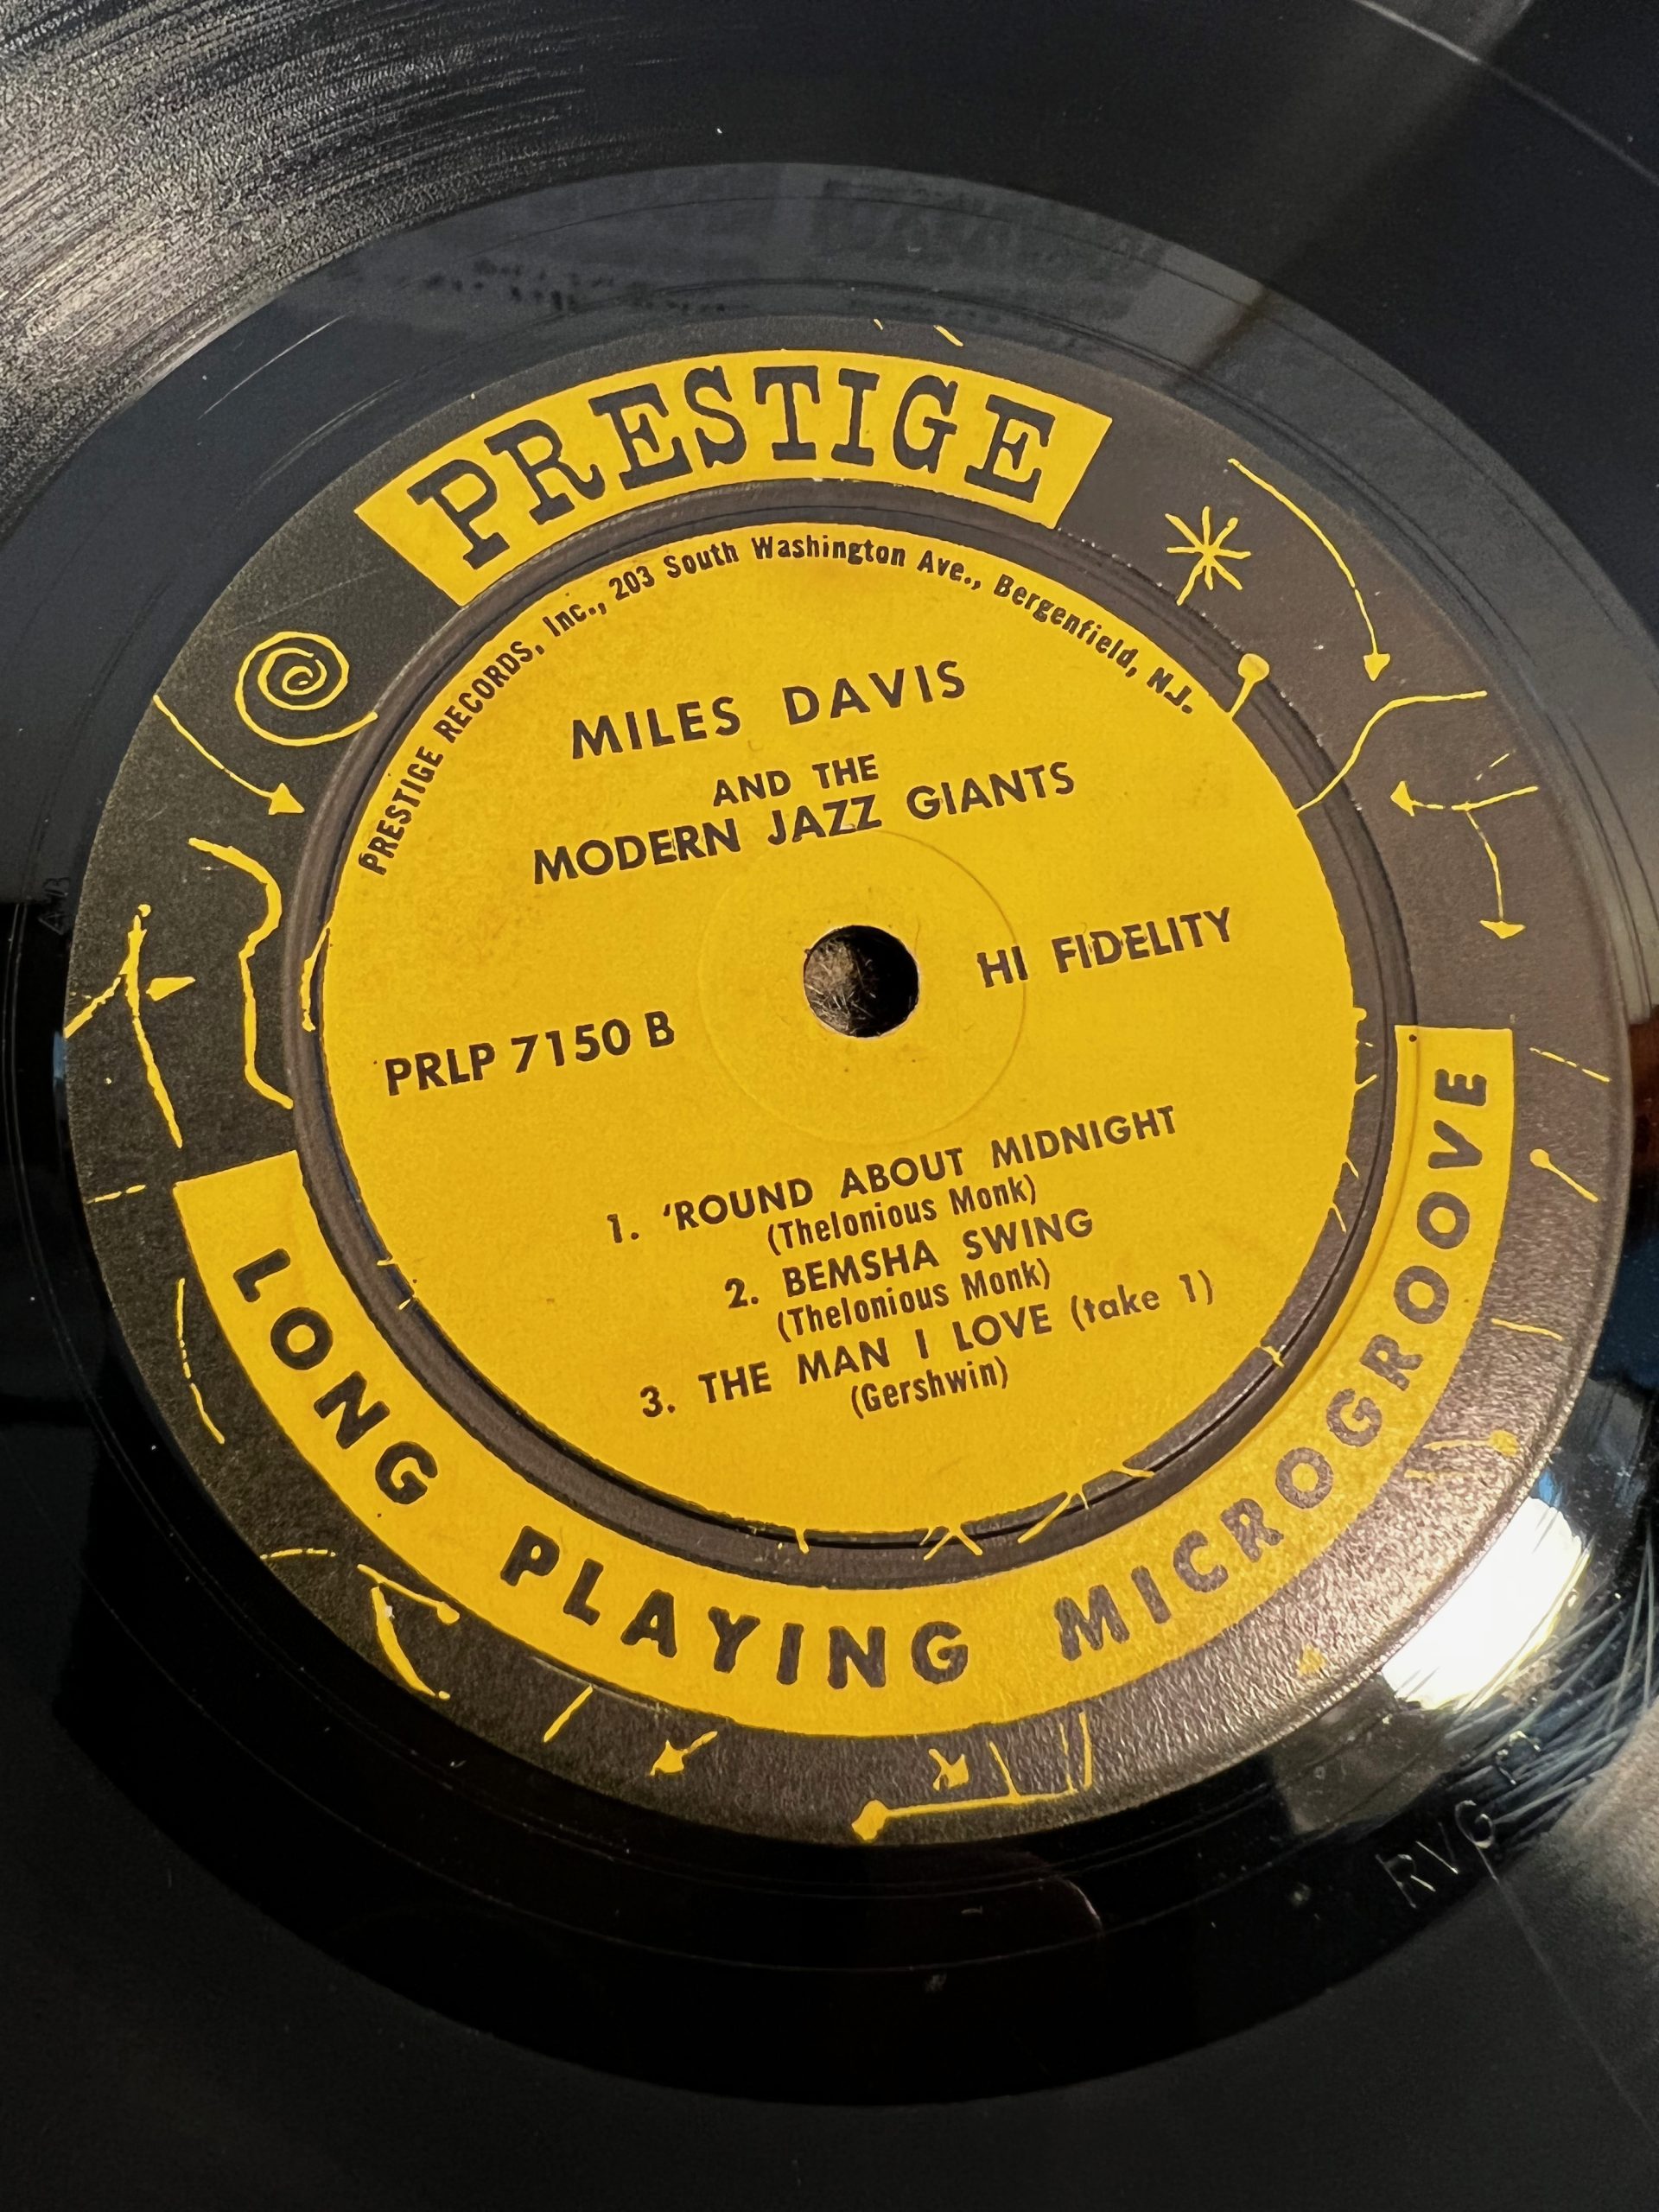 PRESTIGE
PRESTIGE RECORDS, Inc., 203 South Washington Ave., Bergenfield, N.J.
MILES DAVIS
AND THE
MODERN JAZZ GIANTS
HI FIDELITY
PRLP 7150 B
1. ‘ROUND ABOUT MIDNIGHT
(Thelonious Monk)
2. BEMSHA SWING
(Thelonious Monk)
3. THE MAN I LOVE (take 1)
(Gershwin)
LONG PLAYING MICROGROOVE
RVG